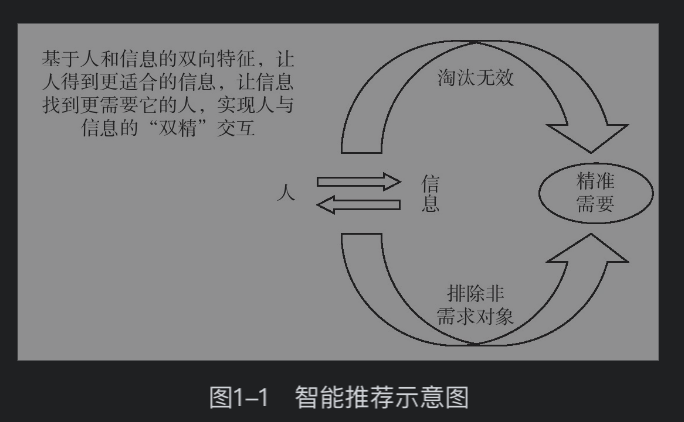 基于人和信息的双向特征，让
人得到更适合的信息，让信息
找到更需要它的人，实现人与
信息的“双精”交互
淘汰无效
人
信
息
精准
需要
排除非
需求对象
图1–1 智能推荐示意图